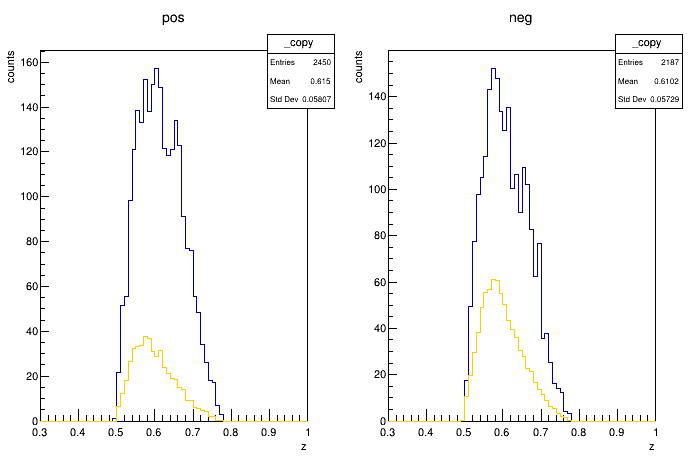 pos
counts
_copy
Entries 2450
Mean 0.615
Std Dev 0.05807
160
140
120
100
80
60
40
20
0
0.3 0.4 0.5 0.6 0.7 0.8 0.9 1
z
neg
counts
_copy
Entries 2187
Mean 0.6102
Std Dev 0.05729
140
120
100
80
60
40
20
0
0.3 0.4 0.5 0.6 0.7 0.8 0.9 1
z